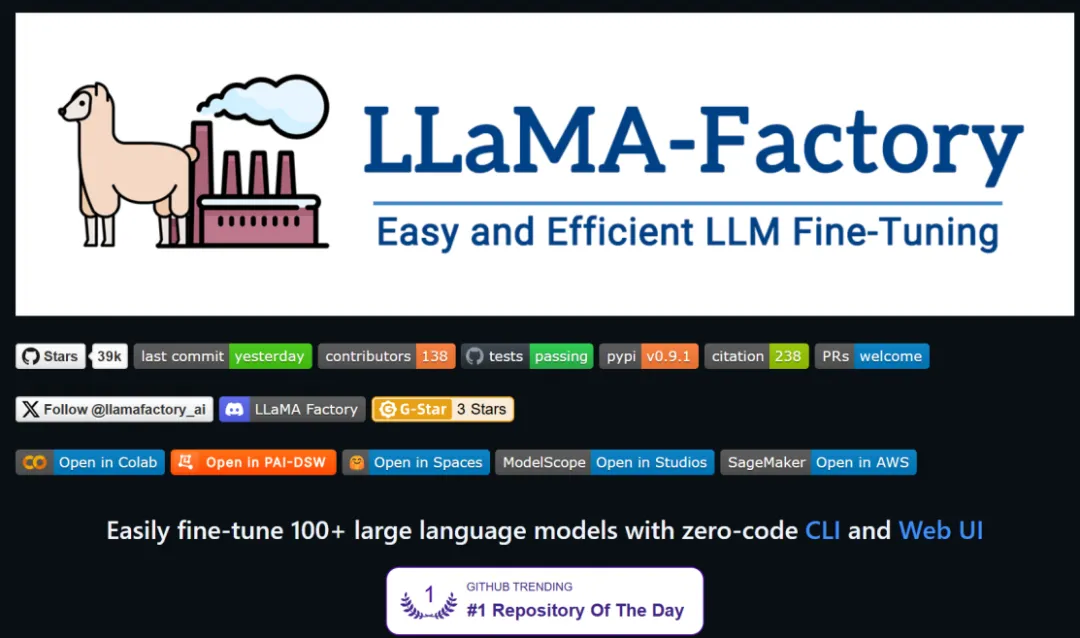 LLaMA-Factory
Easy and Efficient LLM Fine-Tuning
Stars 39k last commit yesterday contributors 138 tests passing pypi v0.9.1 citation 238 PRs welcome
Follow @llamafactory_ai LLaMA Factory G-Star 3 Stars
Open in Colab Open in PAI-DSW Open in Spaces ModelScope Open in Studios SageMaker Open in AWS
Easily fine-tune 100+ large language models with zero-code CLI and Web UI
1 GITHUB TRENDING
#1 Repository Of The Day